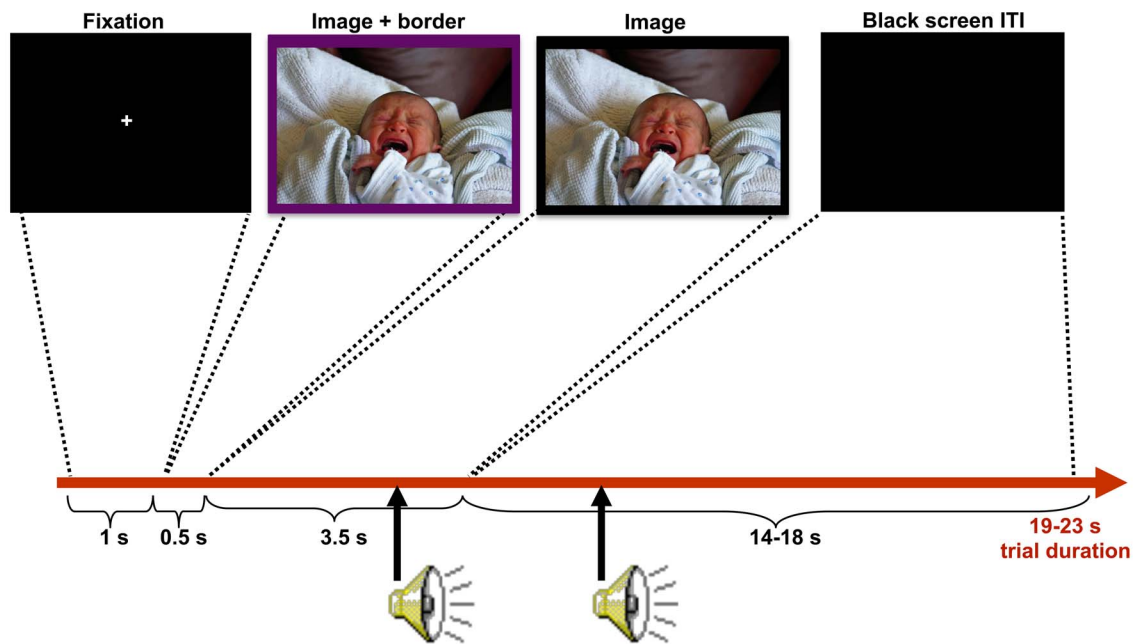 Fixation
Image + border
Image
Black screen ITI
+
1 s
0.5 s
3.5 s
14-18 s
19-23 s
trial duration